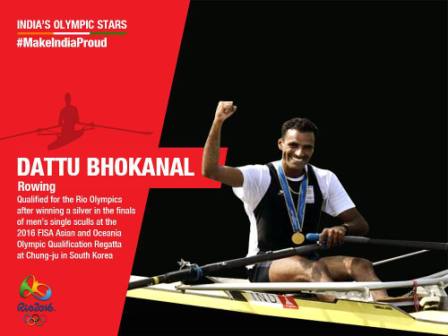 INDIA'S OLYMPIC STARS
#MakeIndiaProud
DATTU BHOKANAL
Rowing
Qualified for the Rio Olympics
after winning a silver in the finals
of men's single sculls at the
2016 FISA Asian and Oceania
Olympic Qualification Regatta
at Chung-ju in South Korea
Rio2016